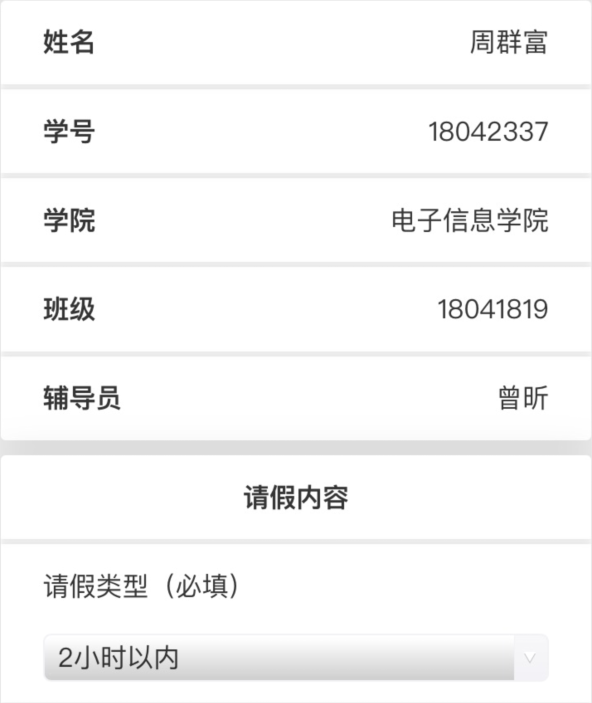 姓名 周群富
学号 18042337
学院 电子信息学院
班级 18041819
辅导员 曾昕
请假内容
请假类型（必填）
2小时以内